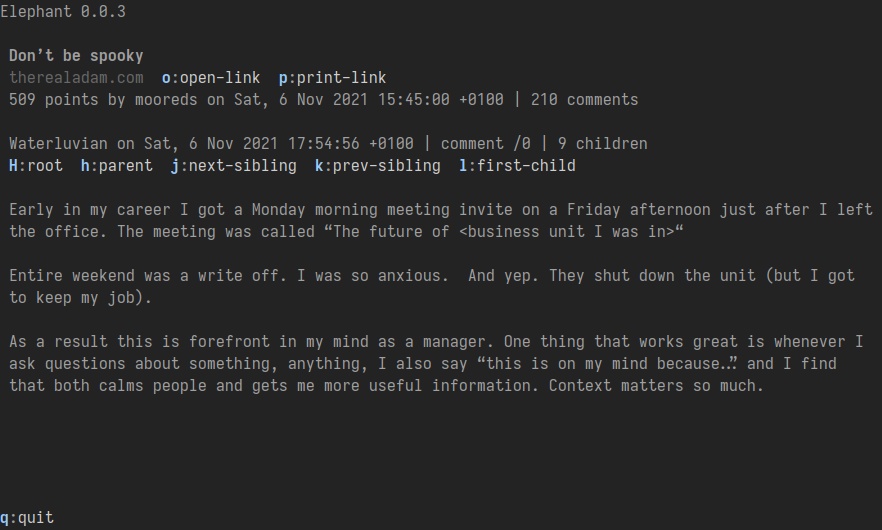 Elephant 0.0.3
Don’t be spooky
therealadam.com  o:open-link  p:print-link
509 points by mooreds on Sat, 6 Nov 2021 15:45:00 +0100 | 210 comments
Waterluvian on Sat, 6 Nov 2021 17:54:56 +0100 | comment /0 | 9 children
H:root  h:parent  j:next-sibling  k:prev-sibling  l:first-child
Early in my career I got a Monday morning meeting invite on a Friday afternoon just after I left
the office. The meeting was called “The future of <business unit I was in>“
Entire weekend was a write off. I was so anxious.  And yep. They shut down the unit (but I got
to keep my job).
As a result this is forefront in my mind as a manager. One thing that works great is whenever I
ask questions about something, anything, I also say “this is on my mind because..” and I find
that both calms people and gets me more useful information. Context matters so much.
q:quit